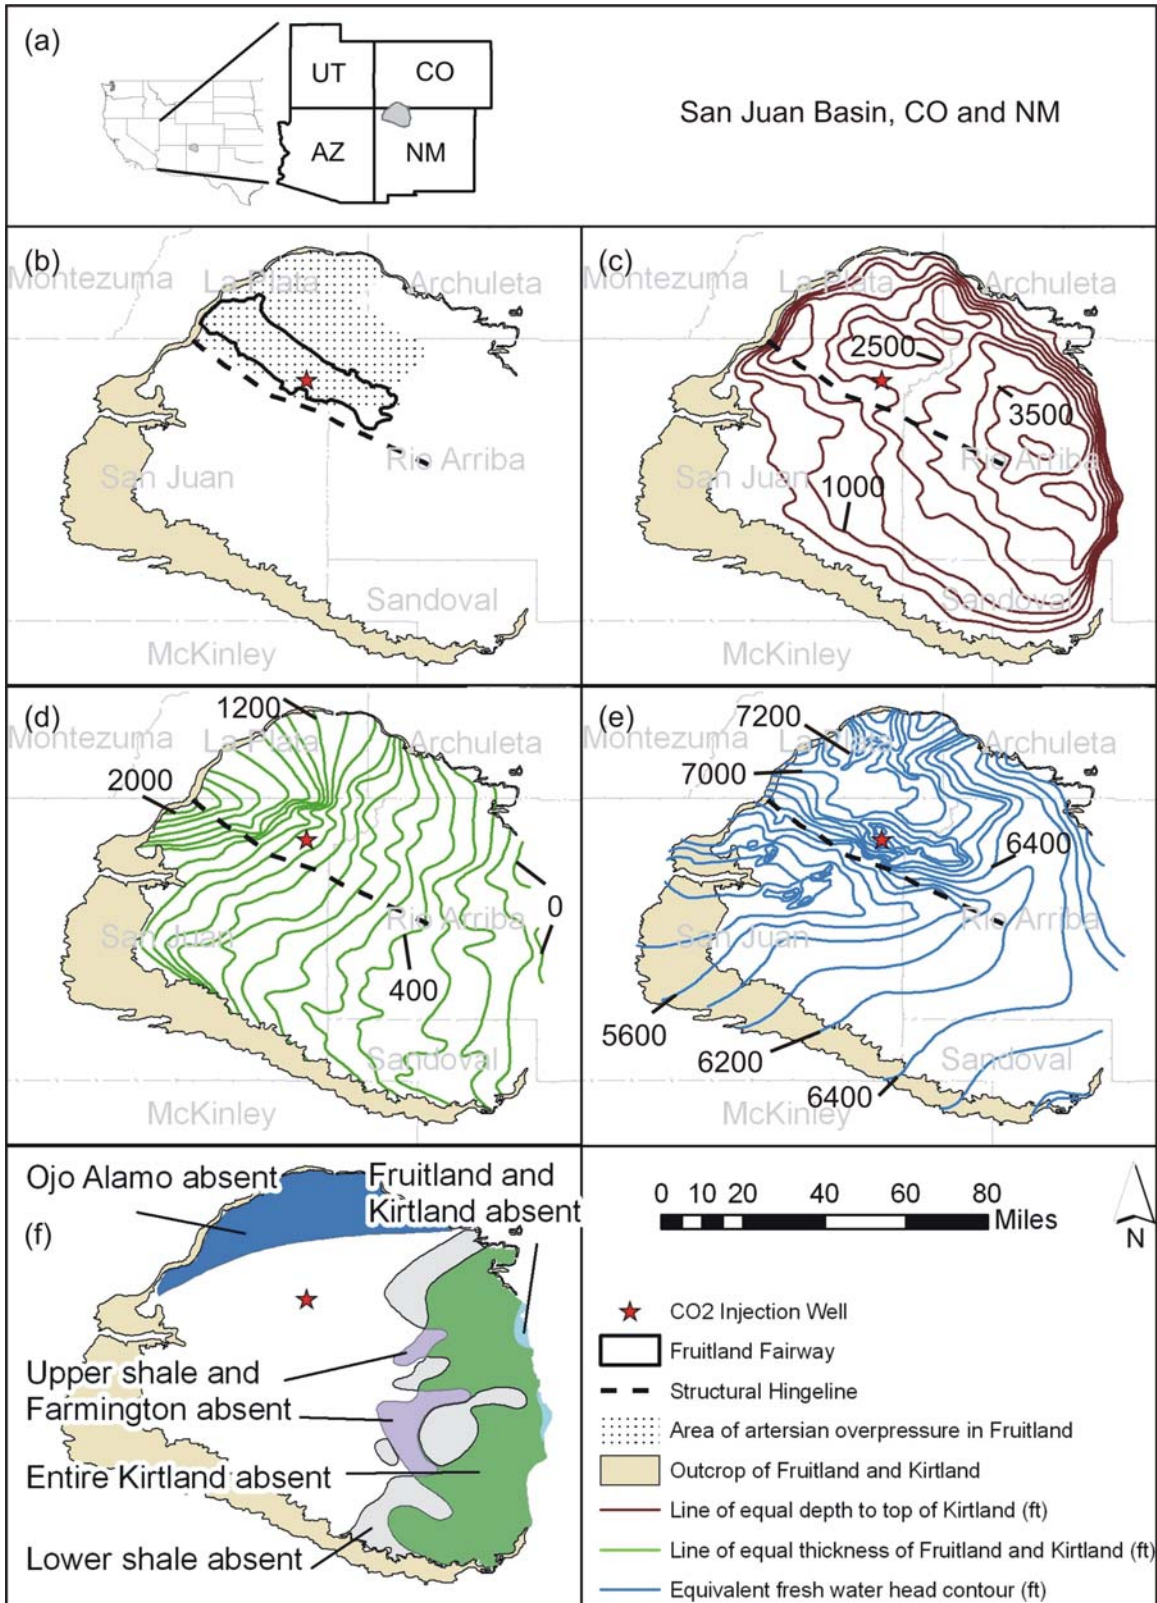 (a)
UT
CO
AZ
NM
San Juan Basin, CO and NM
(b)
Montezuma
La Plata
Archuleta
San Juan
Rio Arriba
Sandoval
McKinley
(c)
Montezuma
La Plata
Archuleta
2500
3500
1000
San Juan
Rio Arriba
Sandoval
McKinley
(d)
1200
Montezuma
La Plata
Archuleta
2000
0
San Juan
Rio Arriba
400
Sandoval
McKinley
(e)
7200
Montezuma
La Plata
Archuleta
7000
6400
San Juan
Rio Arriba
5600
6200
Sandoval
6400
McKinley
(f)
Ojo Alamo absent
Fruitland and
Kirtland absent
Upper shale and
Farmington absent
Entire Kirtland absent
Lower shale absent
0 10 20 40 60 80
Miles
N
CO2 Injection Well
Fruitland Fairway
Structural Hingeline
Area of artersian overpressure in Fruitland
Outcrop of Fruitland and Kirtland
Line of equal depth to top of Kirtland (ft)
Line of equal thickness of Fruitland and Kirtland (ft)
Equivalent fresh water head contour (ft)